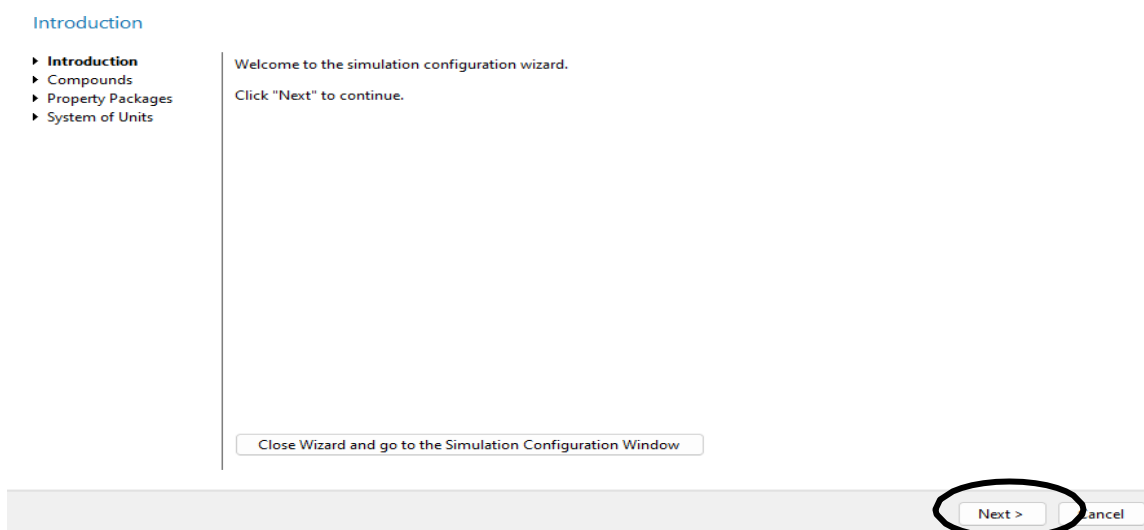 Introduction
Introduction
Compounds
Property Packages
System of Units
Welcome to the simulation configuration wizard.
Click "Next" to continue.
Close Wizard and go to the Simulation Configuration Window
Next >
Cancel